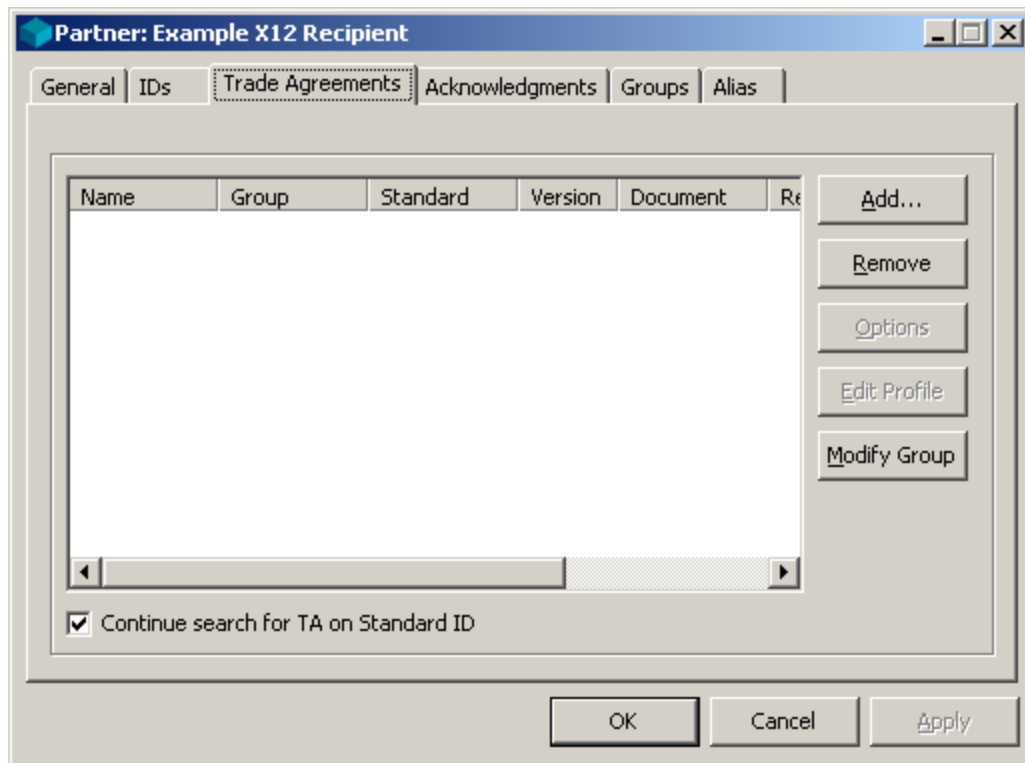 Partner: Example X12 Recipient
General IDs Trade Agreements Acknowledgments Groups Alias
Name Group Standard Version Document Re
Add...
Remove
Options
Edit Profile
Modify Group
Continue search for TA on Standard ID
OK Cancel Apply